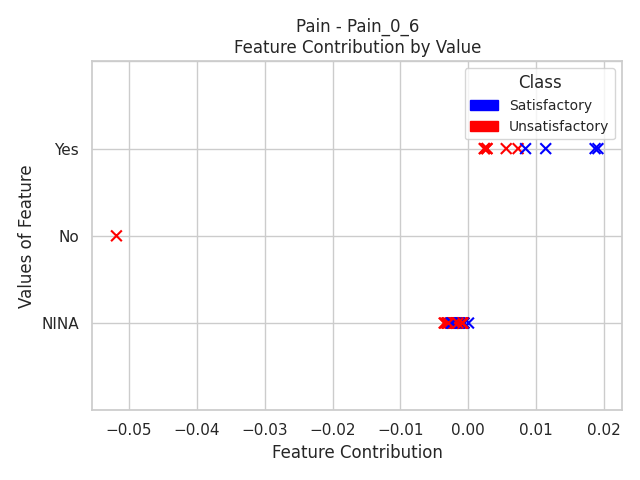 Pain - Pain_0_6
Feature Contribution by Value
Class
Satisfactory
Unsatisfactory
Values of Feature
Yes
No
NINA
−0.05 −0.04 −0.03 −0.02 −0.01 0.00 0.01 0.02
Feature Contribution